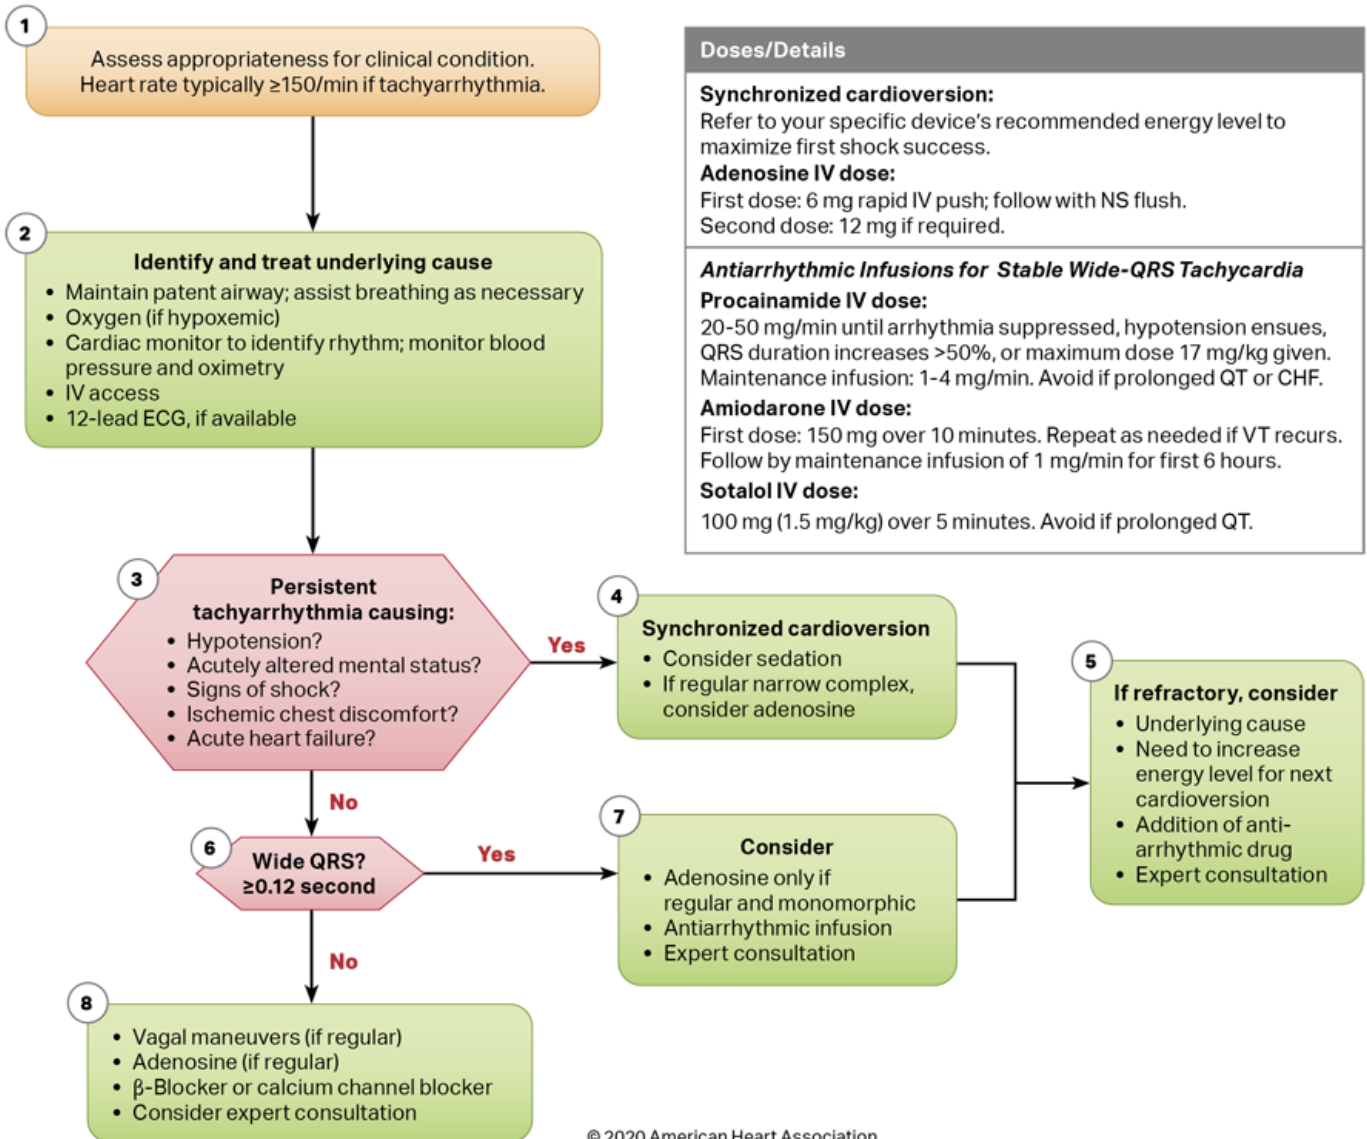 1
Assess appropriateness for clinical condition.
Heart rate typically ≥150/min if tachyarrhythmia.
2
Identify and treat underlying cause
• Maintain patent airway; assist breathing as necessary
• Oxygen (if hypoxemic)
• Cardiac monitor to identify rhythm; monitor blood
pressure and oximetry
• IV access
• 12-lead ECG, if available
Doses/Details
Synchronized cardioversion:
Refer to your specific device's recommended energy level to
maximize first shock success.
Adenosine IV dose:
First dose: 6 mg rapid IV push; follow with NS flush.
Second dose: 12 mg if required.
Antiarrhythmic Infusions for Stable Wide-QRS Tachycardia
Procainamide IV dose:
20-50 mg/min until arrhythmia suppressed, hypotension ensues,
QRS duration increases >50%, or maximum dose 17 mg/kg given.
Maintenance infusion: 1-4 mg/min. Avoid if prolonged QT or CHF.
Amiodarone IV dose:
First dose: 150 mg over 10 minutes. Repeat as needed if VT recurs.
Follow by maintenance infusion of 1 mg/min for first 6 hours.
Sotalol IV dose:
100 mg (1.5 mg/kg) over 5 minutes. Avoid if prolonged QT.
3
Persistent
tachyarrhythmia causing:
• Hypotension?
• Acutely altered mental status?
• Signs of shock?
• Ischemic chest discomfort?
• Acute heart failure?
Yes
4
Synchronized cardioversion
• Consider sedation
• If regular narrow complex,
consider adenosine
5
If refractory, consider
• Underlying cause
• Need to increase
energy level for next
cardioversion
• Addition of anti-
arrhythmic drug
• Expert consultation
No
6
Wide QRS?
≥0.12 second
Yes
7
Consider
• Adenosine only if
regular and monomorphic
• Antiarrhythmic infusion
• Expert consultation
No
8
• Vagal maneuvers (if regular)
• Adenosine (if regular)
• β-Blocker or calcium channel blocker
• Consider expert consultation
© 2020 American Heart Association